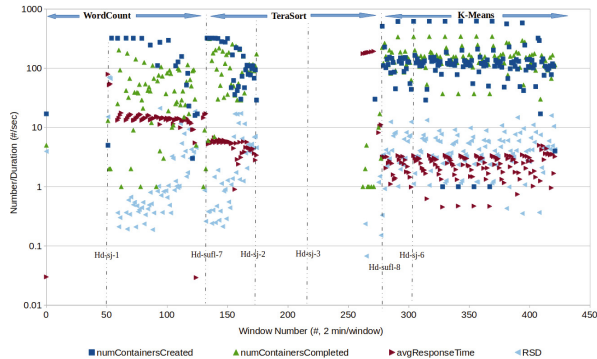 WordCount TeraSort K-Means
1000
100
10
1
0.1
0.01
Number/Duration (#/sec)
Hd-sj-1 Hd-sufl-7 Hd-sj-2 Hd-sj-3 Hd-sj-6
Hd-sufl-8
0 50 100 150 200 250 300 350 400 450
Window Number (#, 2 min/window)
numContainersCreated numContainersCompleted avgResponseTime RSD